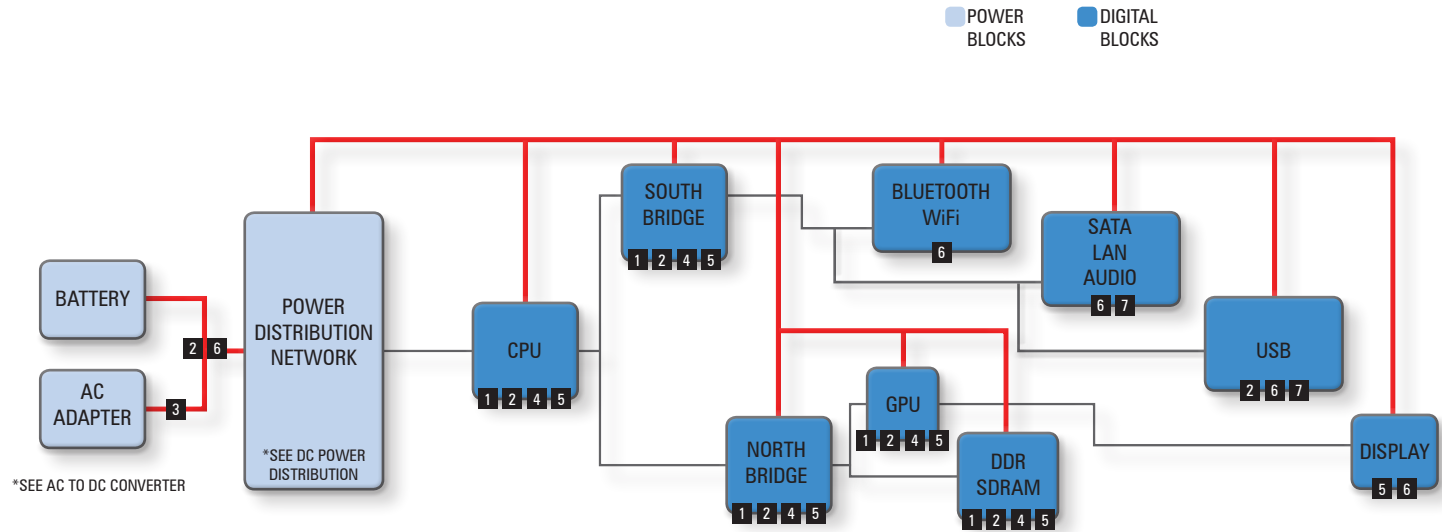 POWER
BLOCKS
DIGITAL
BLOCKS
BATTERY
AC
ADAPTER
*SEE AC TO DC CONVERTER
2 6
3
POWER
DISTRIBUTION
NETWORK
*SEE DC POWER
DISTRIBUTION
CPU
1 2 4 5
SOUTH
BRIDGE
1 2 4 5
NORTH
BRIDGE
1 2 4 5
BLUETOOTH
WiFi
6
GPU
1 2 4 5
DDR
SDRAM
1 2 4 5
SATA
LAN
AUDIO
6 7
USB
2 6 7
DISPLAY
5 6